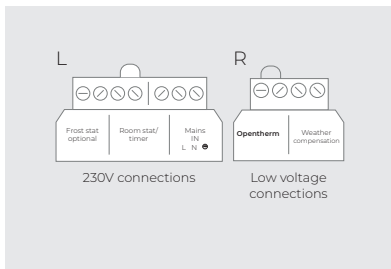 L
R
Frost stat
optional
Room stat/
timer
Mains
IN
L N
Opentherm
Weather
compensation
230V connections
Low voltage
connections